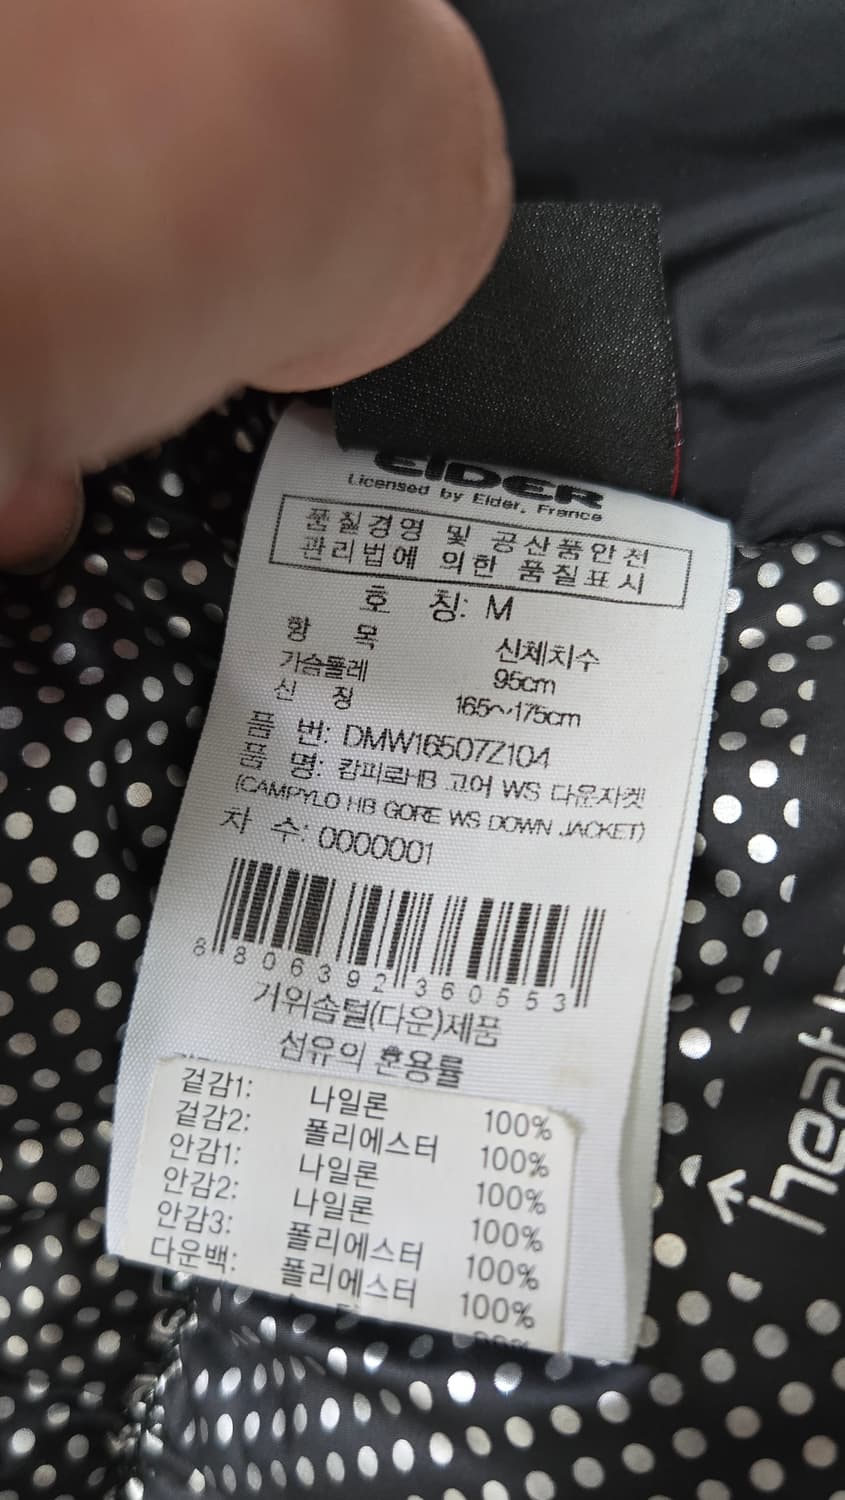 EIDER
Licensed by Eider, France
품질경영 및 공산품안전
관리법에 의한 품질표시
호 칭: M
항 목 신체치수
가슴둘레 95cm
신 장 165~175cm
품 번: DMW16507Z104
품 명: 캄피로HB 고어 WS 다운자켓
(CAMPYLO HB GORE WS DOWN JACKET)
차 수: 0000001
8 806392 360553
거위솜털(다운)제품
섬유의 혼용률
겉감1: 나일론 100%
겉감2: 폴리에스터 100%
안감1: 나일론 100%
안감2: 나일론 100%
안감3: 폴리에스터 100%
다운백: 폴리에스터 100%
heat